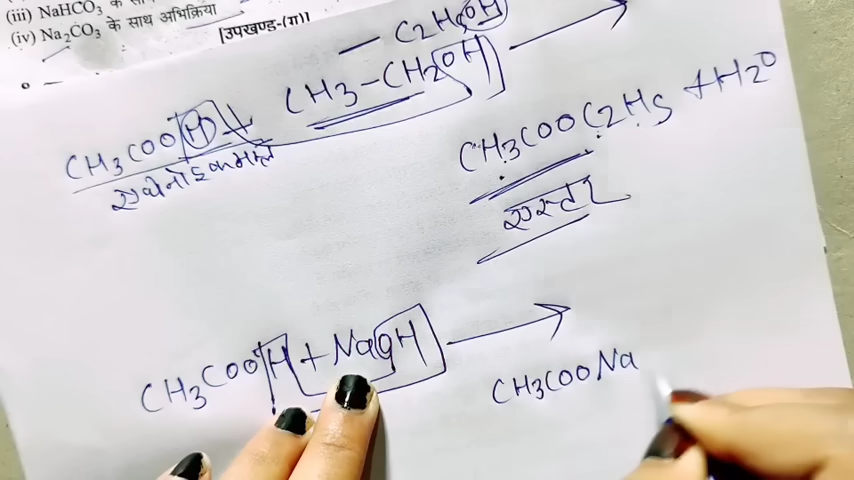 (iii) NaHCO₃ के
(iv) Na₂CO₃ के साथ अभिक्रिया
[उपखण्ड-(ग)]
— C2H5OH
CH3COOH + CH3-CH2OH →
एथेनोइक अम्ल
CH3COOC2H5 + H2O
एस्टर
CH3COOH + NaOH →
CH3COONa